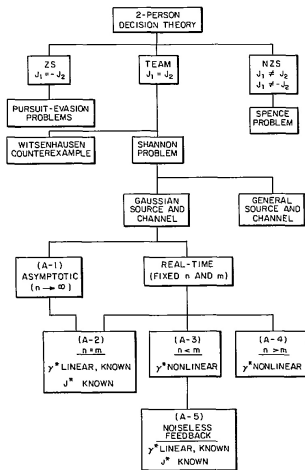 2-PERSON
DECISION THEORY
ZS
J₁=-J₂
TEAM
J₁ = J₂
NZS
J₁ ≠ J₂
J₁ ≠ -J₂
PURSUIT-EVASION
PROBLEMS
SPENCE
PROBLEM
WITSENHAUSEN
COUNTEREXAMPLE
SHANNON
PROBLEM
GAUSSIAN
SOURCE AND
CHANNEL
GENERAL
SOURCE AND
CHANNEL
(A-1)
ASYMPTOTIC
(n → ∞)
REAL-TIME
(FIXED n AND m)
(A-2)
n = m
γ* LINEAR, KNOWN
J* KNOWN
(A-3)
n < m
γ* NONLINEAR
(A-4)
n > m
γ* NONLINEAR
(A-5)
NOISELESS
FEEDBACK
γ* LINEAR, KNOWN
J* KNOWN